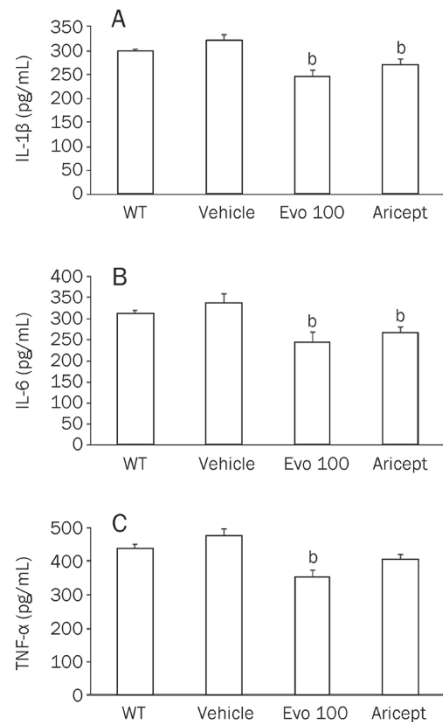 A
IL-1β (pg/mL)
350
300
250
200
150
100
50
0
b
b
WT Vehicle Evo 100 Aricept
B
IL-6 (pg/mL)
400
350
300
250
200
150
100
50
0
b
b
WT Vehicle Evo 100 Aricept
C
TNF-α (pg/mL)
500
400
300
200
100
0
b
WT Vehicle Evo 100 Aricept